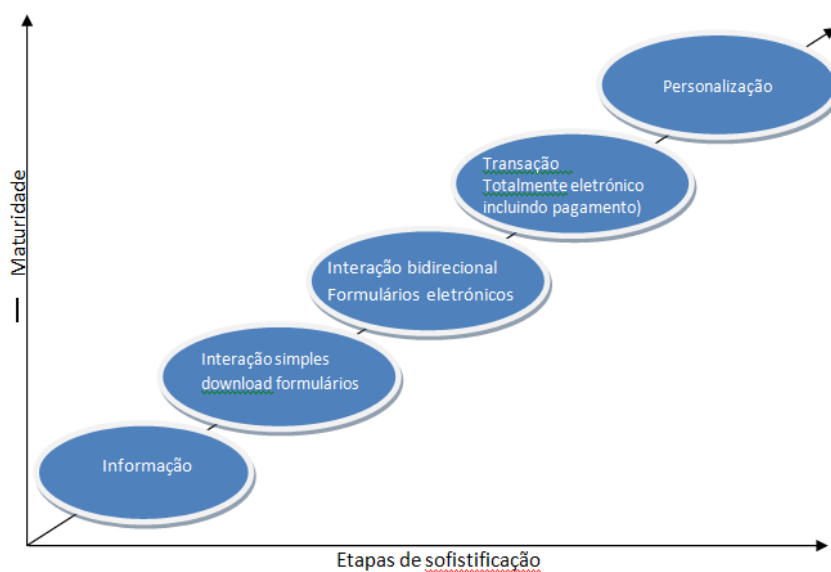 Personalização
Transação
Totalmente eletrónico
incluindo pagamento)
Interação bidirecional
Formulários eletrónicos
Interação simples
download formulários
Informação
Maturidade
Etapas de sofistificação